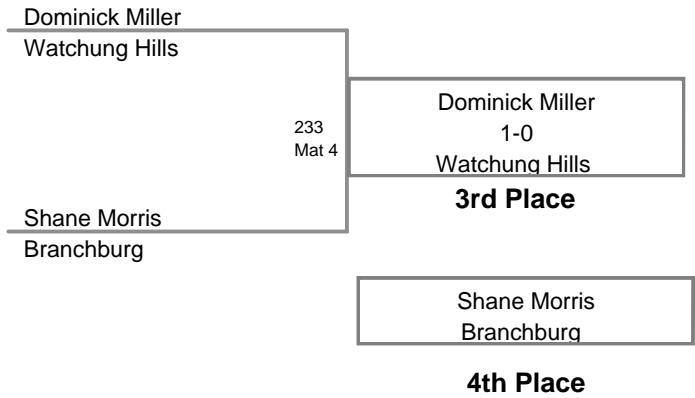 Dominick Miller
Watchung Hills
233
Mat 4
Dominick Miller
1-0
Watchung Hills
3rd Place
Shane Morris
Branchburg
Shane Morris
Branchburg
4th Place